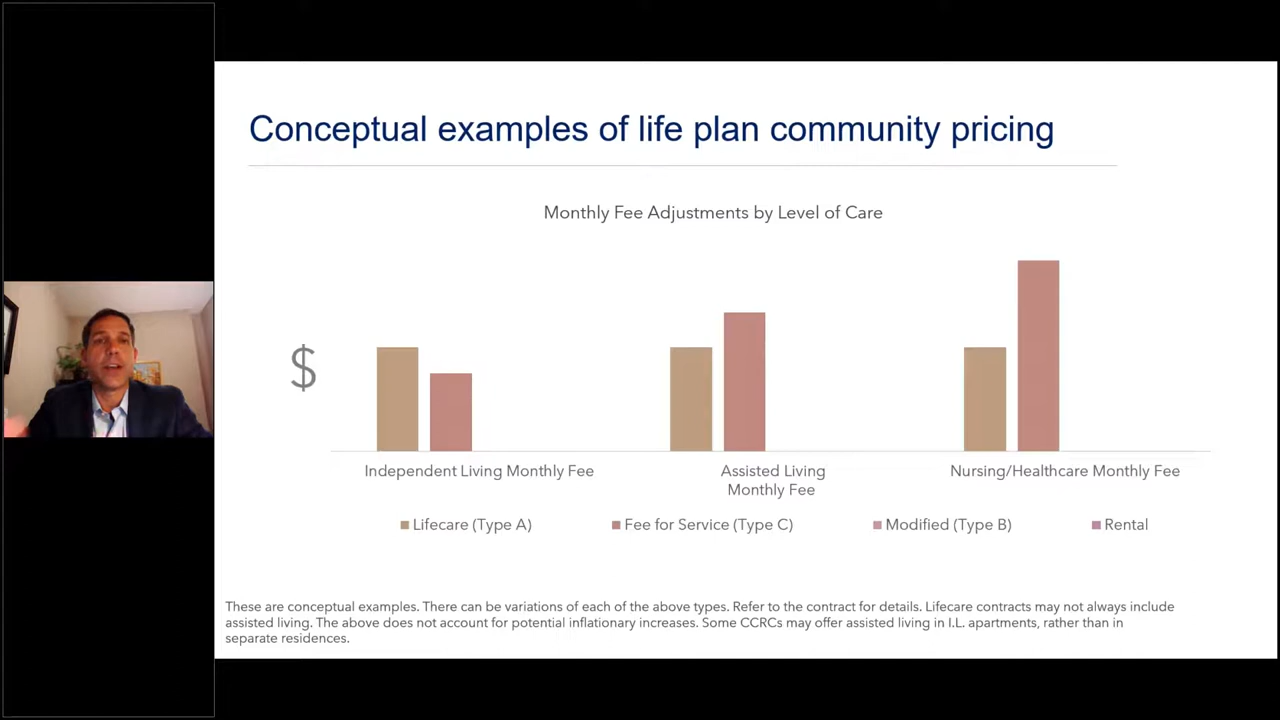 Conceptual examples of life plan community pricing
Monthly Fee Adjustments by Level of Care
$
Independent Living Monthly Fee
Assisted Living
Monthly Fee
Nursing/Healthcare Monthly Fee
Lifecare (Type A)
Fee for Service (Type C)
Modified (Type B)
Rental
These are conceptual examples. There can be variations of each of the above types. Refer to the contract for details. Lifecare contracts may not always include
assisted living. The above does not account for potential inflationary increases. Some CCRCs may offer assisted living in I.L. apartments, rather than in
separate residences.